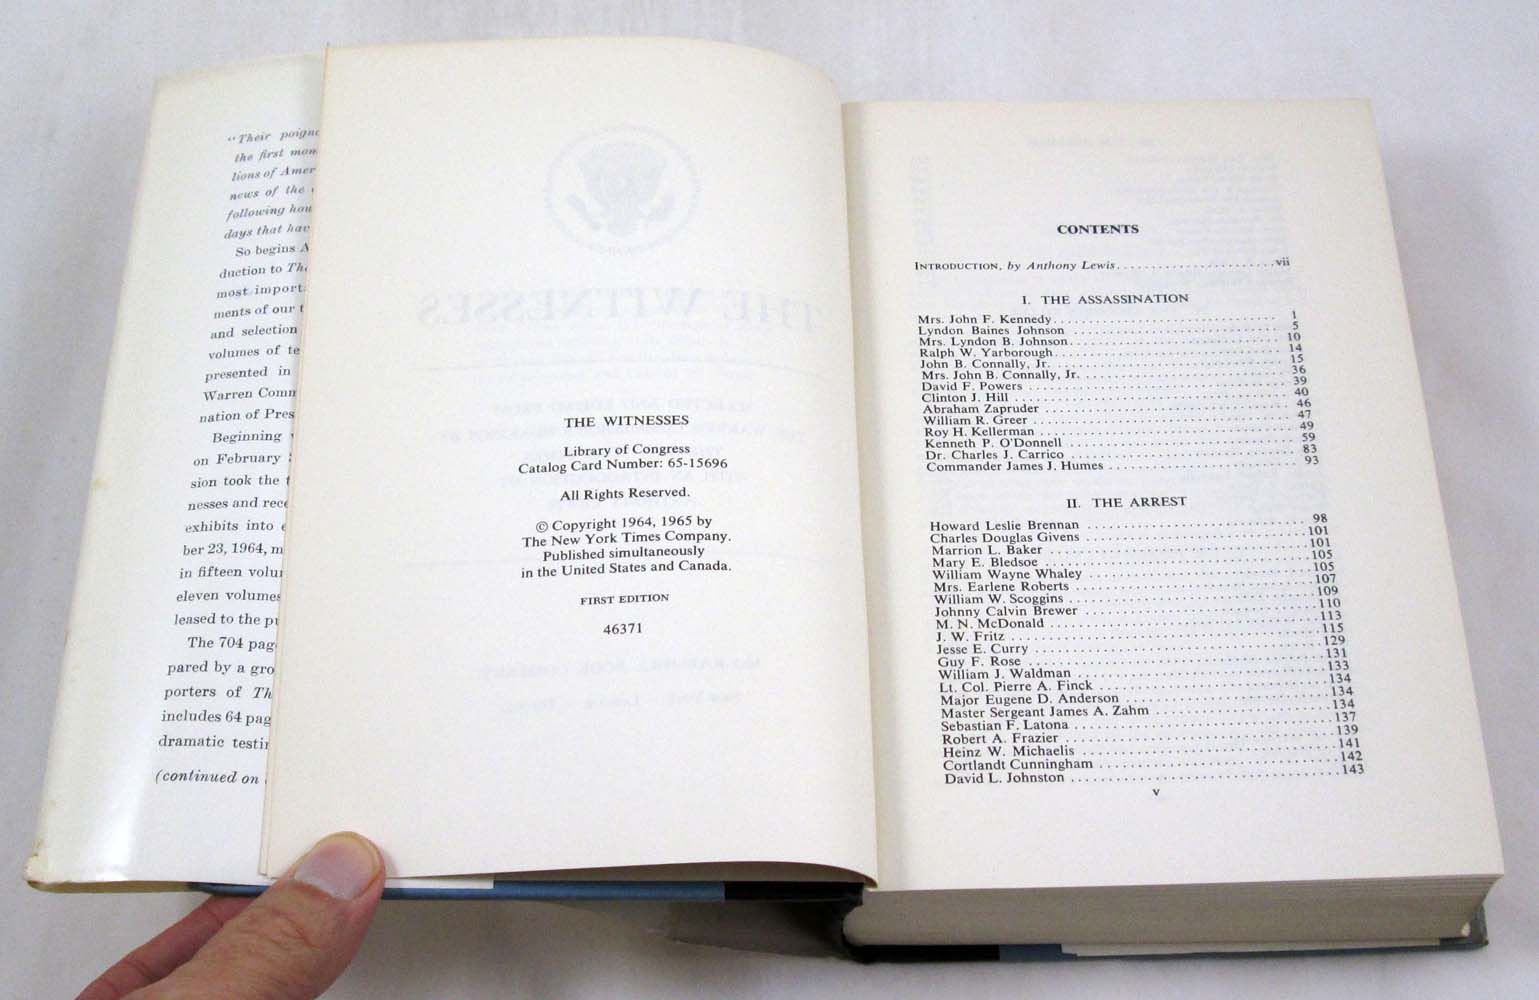 "Their poign
the first mon
lions of Amer
news of the
following hou
days that hav
So begins A
duction to The
most import
ments of our t
and selection
volumes of te
presented in
Warren Comm
nation of Pres
Beginning
on February
sion took the t
nesses and rece
exhibits into e
ber 23, 1964, m
in fifteen volu
eleven volumes
leased to the pu
The 704 pag
pared by a gro
porters of Th
includes 64 pag
dramatic testin
(continued on
THE WITNESSES
Library of Congress
Catalog Card Number: 65-15696
All Rights Reserved.
© Copyright 1964, 1965 by
The New York Times Company.
Published simultaneously
in the United States and Canada.
FIRST EDITION
46371
CONTENTS
INTRODUCTION, by Anthony Lewis.......................vii
I. THE ASSASSINATION
Mrs. John F. Kennedy................................ 1
Lyndon Baines Johnson ................................ 5
Mrs. Lyndon B. Johnson................................ 10
Ralph W. Yarborough................................ 14
John B. Connally, Jr. ................................ 15
Mrs. John B. Connally, Jr. ................................ 36
David F. Powers ................................ 39
Clinton J. Hill ................................ 40
Abraham Zapruder ................................ 46
William R. Greer ................................ 47
Roy H. Kellerman ................................ 49
Kenneth P. O'Donnell ................................ 59
Dr. Charles J. Carrico ................................ 83
Commander James J. Humes ................................ 93
II. THE ARREST
Howard Leslie Brennan ................................ 98
Charles Douglas Givens ................................ 101
Marrion L. Baker ................................ 101
Mary E. Bledsoe ................................ 105
William Wayne Whaley ................................ 105
Mrs. Earlene Roberts ................................ 107
William W. Scoggins ................................ 109
Johnny Calvin Brewer ................................ 110
M. N. McDonald ................................ 113
J. W. Fritz ................................ 115
Jesse E. Curry ................................ 129
Guy F. Rose ................................ 131
William J. Waldman ................................ 133
Lt. Col. Pierre A. Finck ................................ 134
Major Eugene D. Anderson ................................ 134
Master Sergeant James A. Zahm ................................ 134
Sebastian F. Latona ................................ 137
Robert A. Frazier ................................ 139
Heinz W. Michaelis ................................ 141
Cortlandt Cunningham ................................ 142
David L. Johnston ................................ 143
v